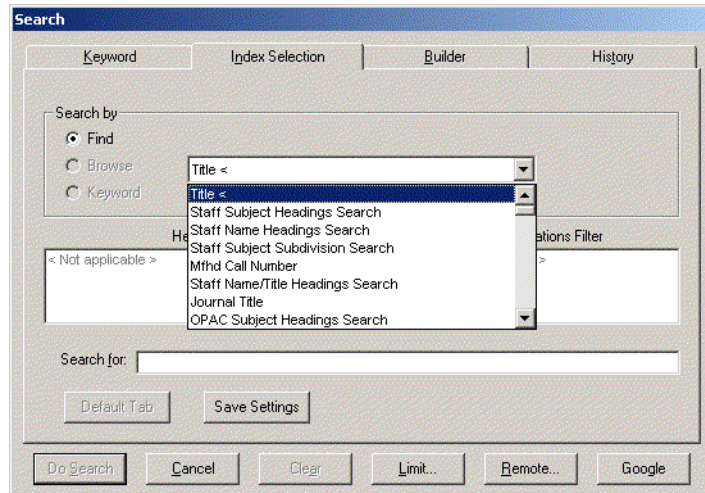 Search
Keyword Index Selection Builder History
Search by
Find
Browse
Title <
Keyword
Title <
Staff Subject Headings Search
Staff Name Headings Search
Staff Subject Subdivision Search
Mfhd Call Number
Staff Name/Title Headings Search
Journal Title
OPAC Subject Headings Search
He ations Filter
< Not applicable > >
Search for:
Default Tab Save Settings
Do Search Cancel Clear Limit... Remote... Google